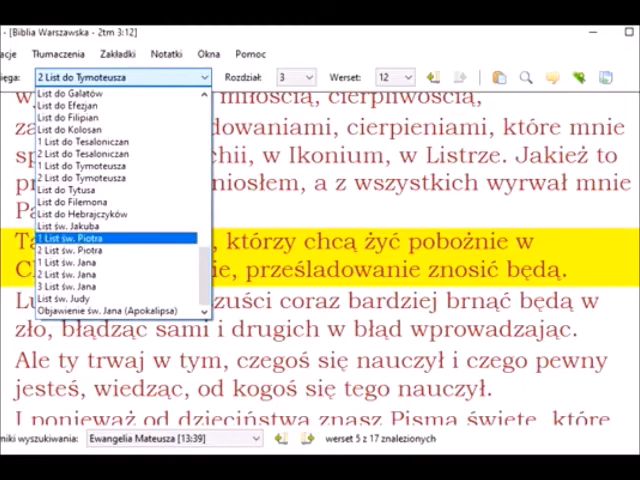 - [Biblia Warszawska - 2tm 3:12]
acje Tłumaczenia Zakładki Notatki Okna Pomoc
ięga: 2 List do Tymoteusza Rozdział: 3 Werset: 12
List do Galatów
List do Efezjan
List do Filipian
List do Kolosan
1 List do Tesaloniczan
2 List do Tesaloniczan
1 List do Tymoteusza
2 List do Tymoteusza
List do Tytusa
List do Filemona
List do Hebrajczyków
List św. Jakuba
1 List św. Piotra
2 List św. Piotra
1 List św. Jana
2 List św. Jana
3 List św. Jana
List św. Judy
Objawienie św. Jana (Apokalipsa)
miłością, cierpliwością,
dowaniami, cierpieniami, które mnie
chii, w Ikonium, w Listrze. Jakież to
niosłem, a z wszystkich wyrwał mnie
Pa
, którzy chcą żyć pobożnie w
ie, prześladowanie znosić będą.
zuści coraz bardziej brnąć będą w
zło, błądząc sami i drugich w błąd wprowadzając.
Ale ty trwaj w tym, czegoś się nauczył i czego pewny
jesteś, wiedząc, od kogoś się tego nauczył.
I ponieważ od dzieciństwa znasz Pisma święte, które
niki wyszukiwania: Ewangelia Mateusza [13:39] werset 5 z 17 znalezionych